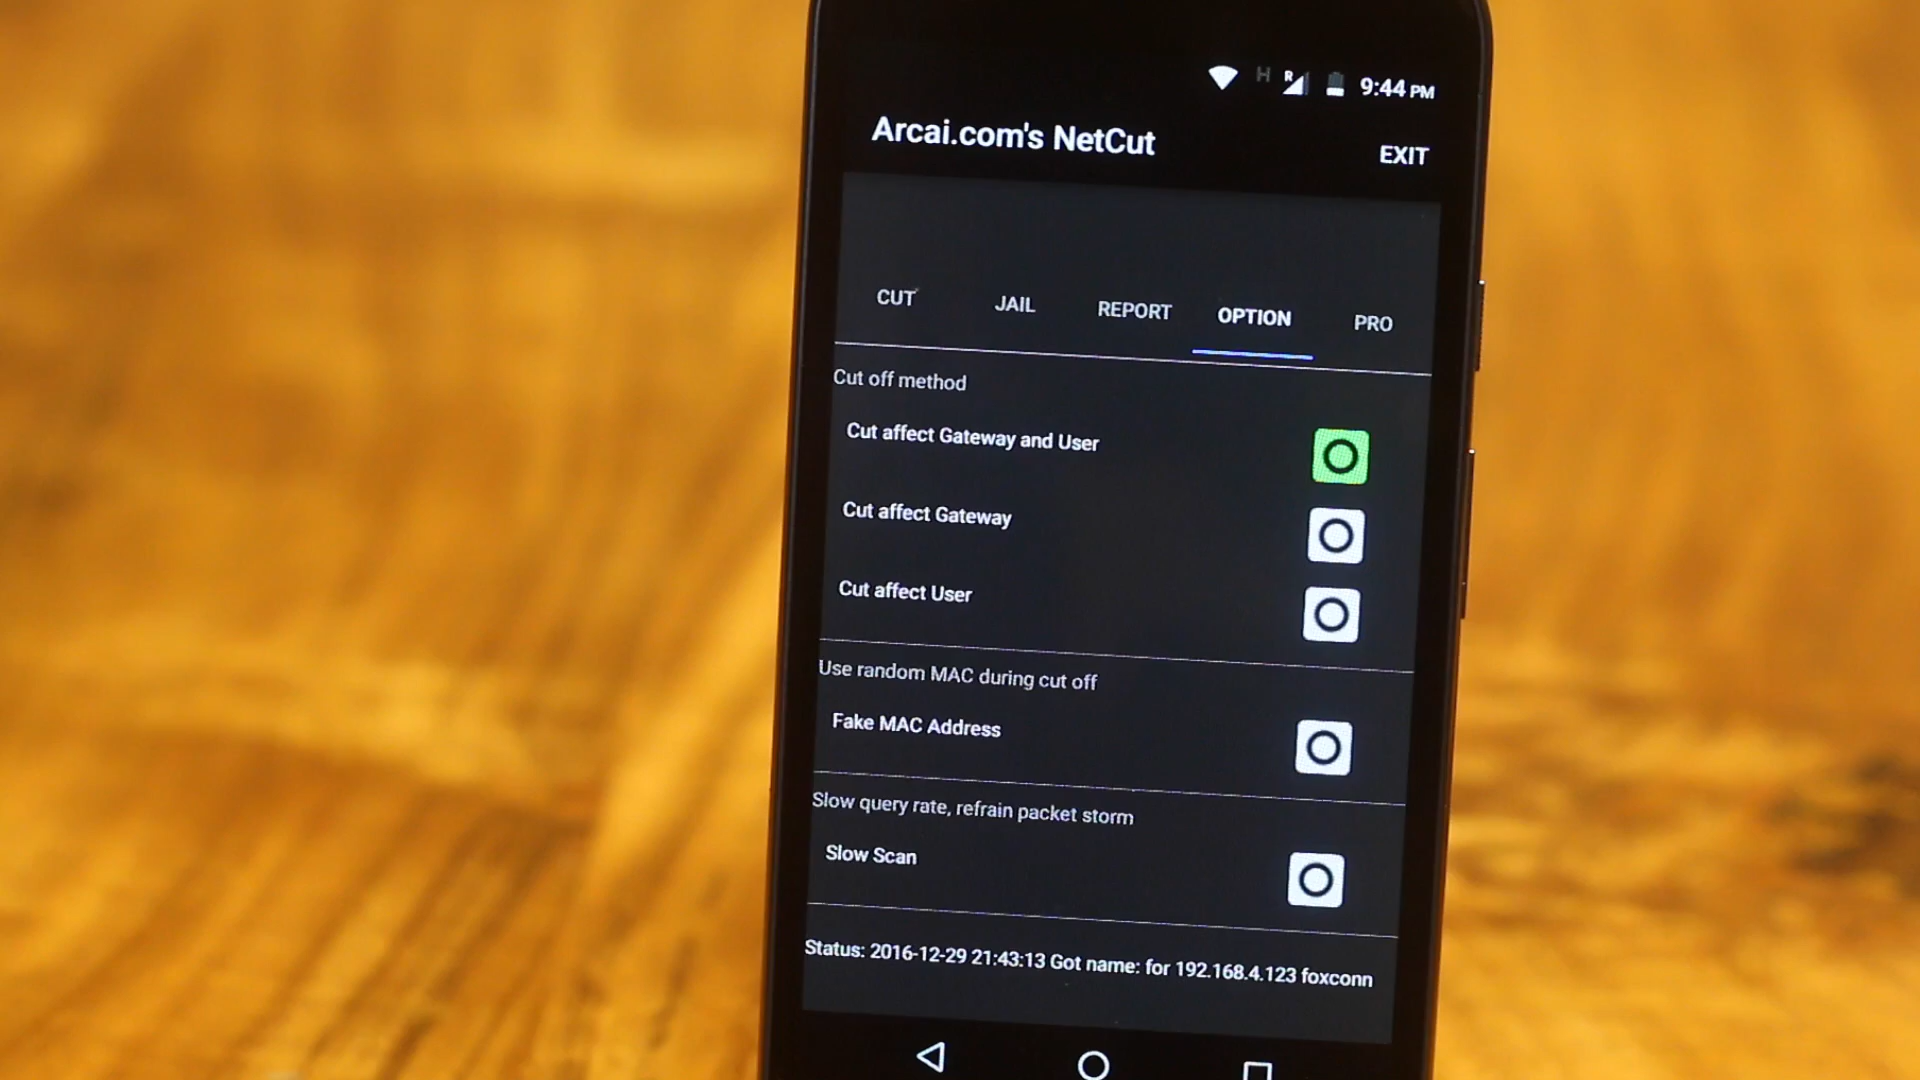 H R 9:44 PM
Arcai.com's NetCut
EXIT
CUT JAIL REPORT OPTION PRO
Cut off method
Cut affect Gateway and User
Cut affect Gateway
Cut affect User
Use random MAC during cut off
Fake MAC Address
Slow query rate, refrain packet storm
Slow Scan
Status: 2016-12-29 21:43:13 Got name: for 192.168.4.123 foxconn